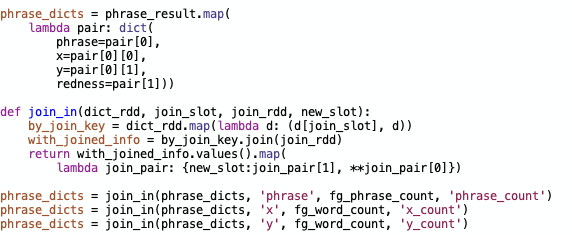 phrase_dicts = phrase_result.map(
    lambda pair: dict(
        phrase=pair[0],
        x=pair[0][0],
        y=pair[0][1],
        redness=pair[1]))
def join_in(dict_rdd, join_slot, join_rdd, new_slot):
    by_join_key = dict_rdd.map(lambda d: (d[join_slot], d))
    with_joined_info = by_join_key.join(join_rdd)
    return with_joined_info.values().map(
        lambda join_pair: {new_slot:join_pair[1], **join_pair[0]})
phrase_dicts = join_in(phrase_dicts, 'phrase', fg_phrase_count, 'phrase_count')
phrase_dicts = join_in(phrase_dicts, 'x', fg_word_count, 'x_count')
phrase_dicts = join_in(phrase_dicts, 'y', fg_word_count, 'y_count')